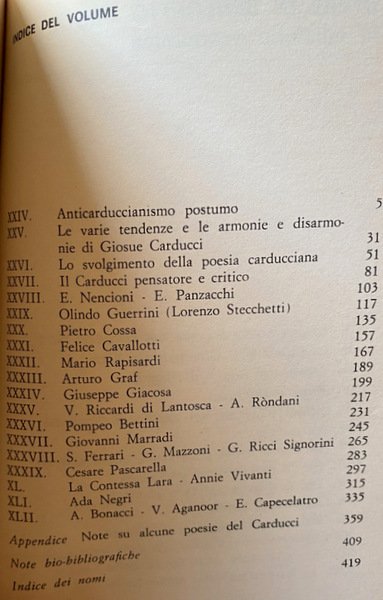 INDICE DEL VOLUME
XXIV. Anticarduccianismo postumo 5
XXV. Le varie tendenze e le armonie e disarmo-
nie di Giosue Carducci 31
XXVI. Lo svolgimento della poesia carducciana 51
XXVII. Il Carducci pensatore e critico 81
XXVIII. E. Nencioni - E. Panzacchi 103
XXIX. Olindo Guerrini (Lorenzo Stecchetti) 117
XXX. Pietro Cossa 135
XXXI. Felice Cavallotti 157
XXXII. Mario Rapisardi 167
XXXIII. Arturo Graf 189
XXXIV. Giuseppe Giacosa 199
XXXV. V. Riccardi di Lantosca - A. Ròndani 217
XXXVI. Pompeo Bettini 231
XXXVII. Giovanni Marradi 245
XXXVIII. S. Ferrari - G. Mazzoni - G. Ricci Signorini 265
XXXIX. Cesare Pascarella 283
XL. La Contessa Lara - Annie Vivanti 297
XLI. Ada Negri 315
XLII. A. Bonacci - V. Aganoor - E. Capecelatro 335
Appendice Note su alcune poesie del Carducci 359
Note bio-bibliografiche 409
Indice dei nomi 419